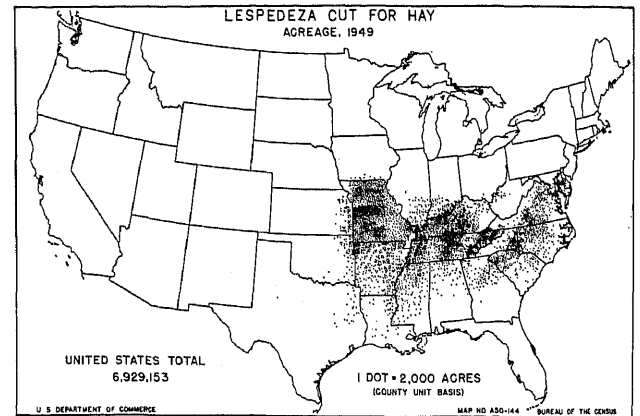 LESPEDEZA CUT FOR HAY
ACREAGE, 1949
UNITED STATES TOTAL
6,929,153
1 DOT = 2,000 ACRES
(COUNTY UNIT BASIS)
U S DEPARTMENT OF COMMERCE
MAP NO A50-144
BUREAU OF THE CENSUS